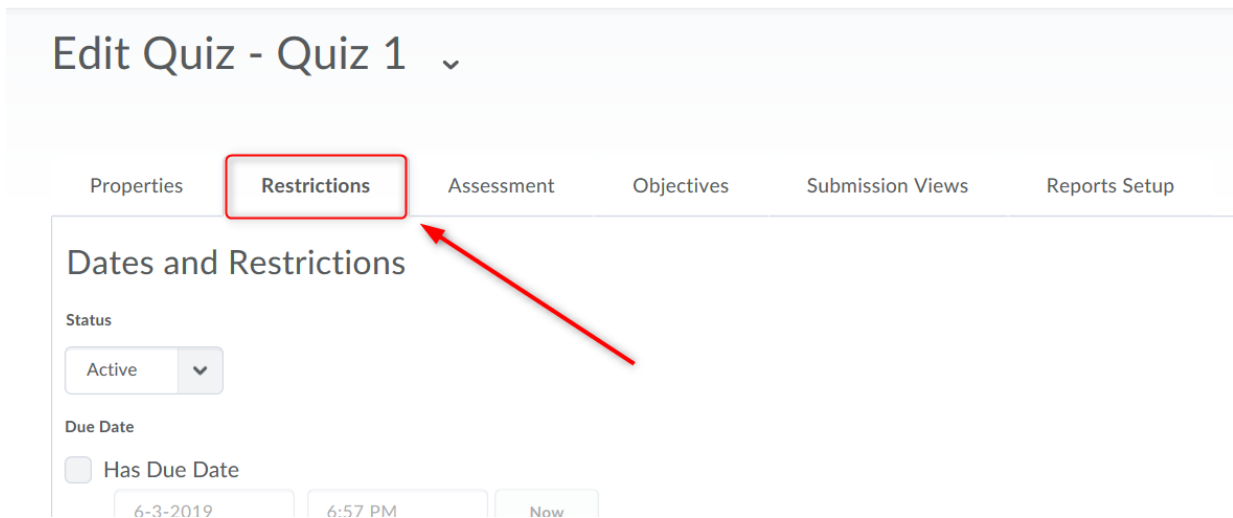 Edit Quiz - Quiz 1
Properties Restrictions Assessment Objectives Submission Views Reports Setup
Dates and Restrictions
Status
Active
Due Date
Has Due Date
6-3-2019 6:57 PM Now